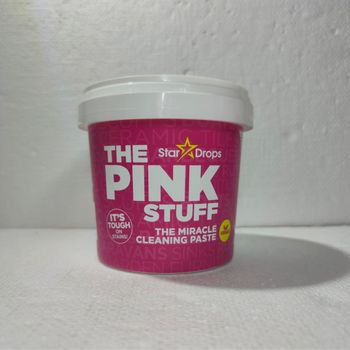 Star Drops
THE
PINK
STUFF
THE MIRACLE
CLEANING PASTE
IT'S
TOUGH
ON
STAINS!